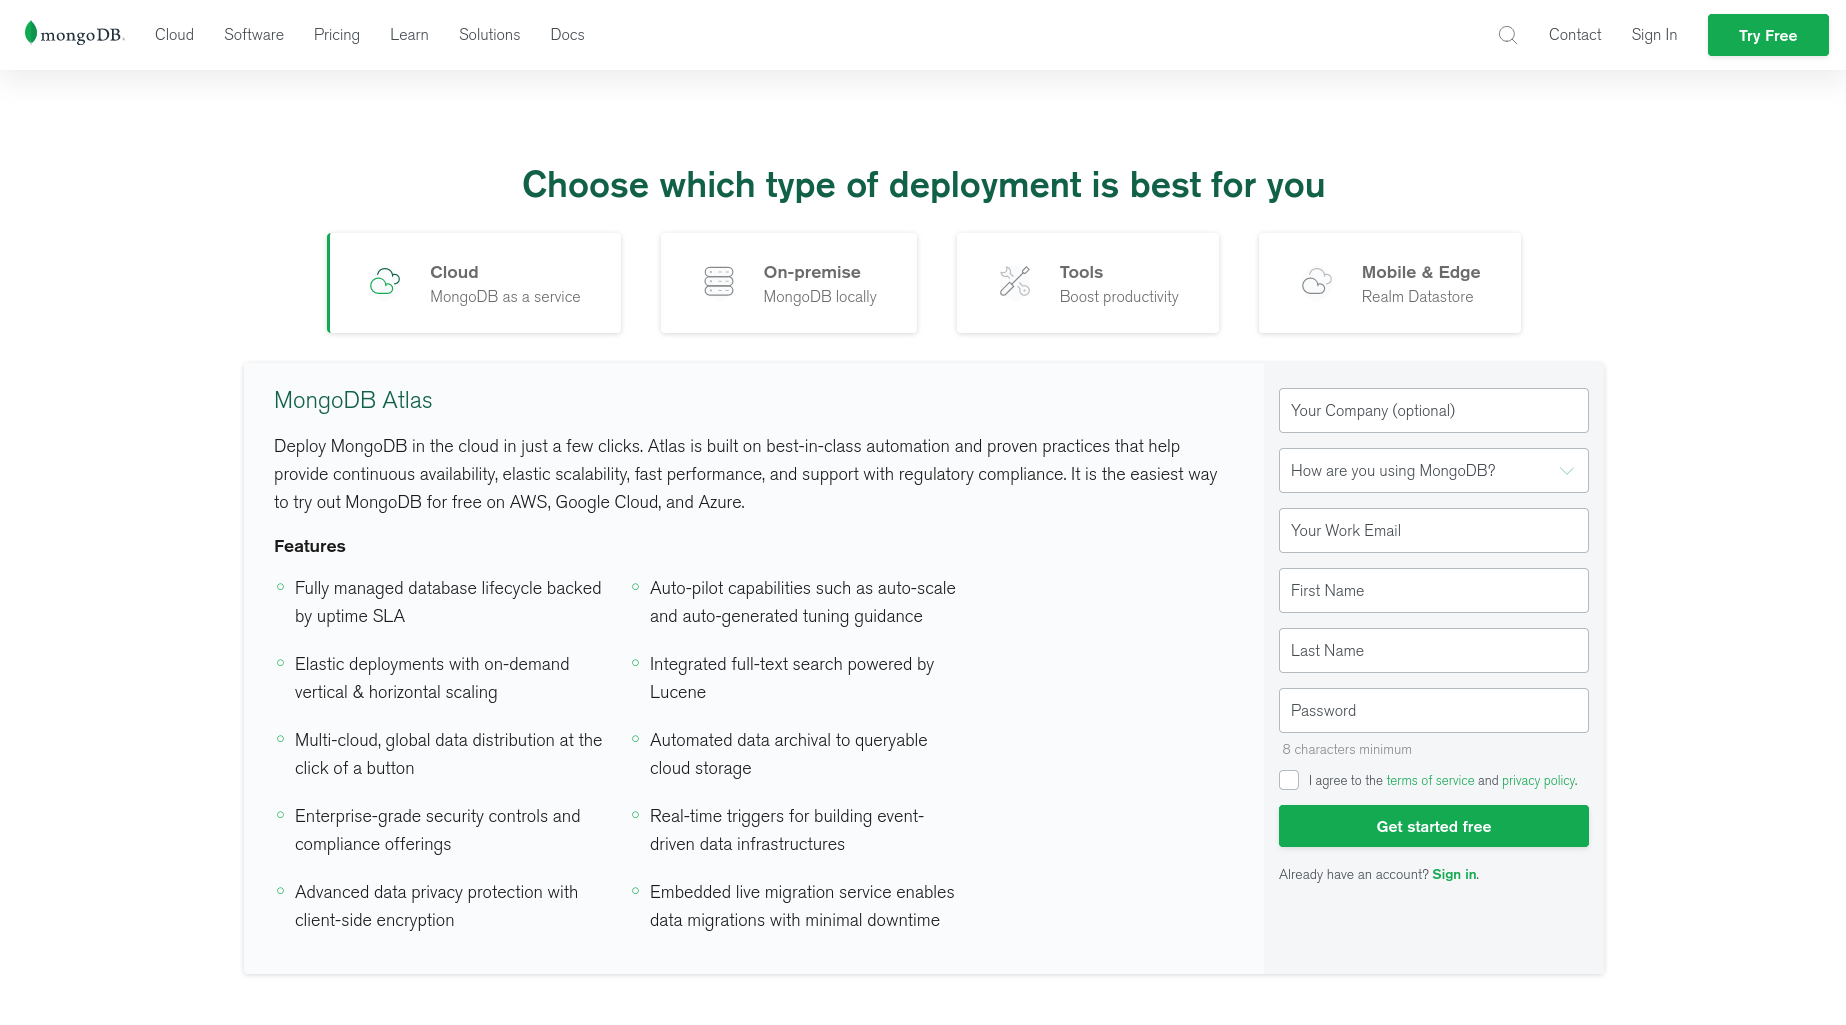 mongoDB.
Cloud
Software
Pricing
Learn
Solutions
Docs
Contact
Sign In
Try Free
Choose which type of deployment is best for you
Cloud
MongoDB as a service
On-premise
MongoDB locally
Tools
Boost productivity
Mobile & Edge
Realm Datastore
MongoDB Atlas
Deploy MongoDB in the cloud in just a few clicks. Atlas is built on best-in-class automation and proven practices that help
provide continuous availability, elastic scalability, fast performance, and support with regulatory compliance. It is the easiest way
to try out MongoDB for free on AWS, Google Cloud, and Azure.
Features
Fully managed database lifecycle backed
by uptime SLA
Elastic deployments with on-demand
vertical & horizontal scaling
Multi-cloud, global data distribution at the
click of a button
Enterprise-grade security controls and
compliance offerings
Advanced data privacy protection with
client-side encryption
Auto-pilot capabilities such as auto-scale
and auto-generated tuning guidance
Integrated full-text search powered by
Lucene
Automated data archival to queryable
cloud storage
Real-time triggers for building event-
driven data infrastructures
Embedded live migration service enables
data migrations with minimal downtime
Your Company (optional)
How are you using MongoDB?
Your Work Email
First Name
Last Name
Password
8 characters minimum
I agree to the terms of service and privacy policy.
Get started free
Already have an account? Sign in.